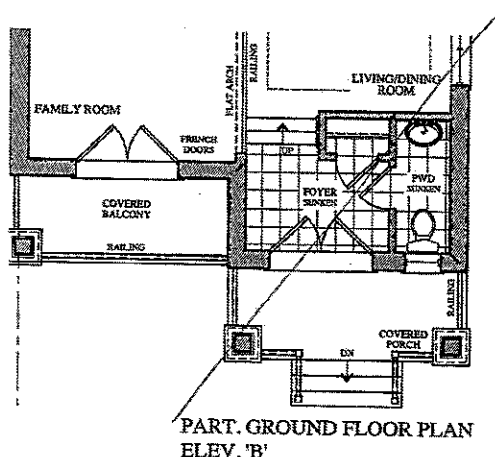 LIVING/DINING
ROOM
FLAT ARCH
RAILING
FAMILY ROOM
FRENCH
DOORS
UP
FOYER
SUNKEN
PWD
SUNKEN
COVERED
BALCONY
RAILING
RAILING
COVERED
PORCH
DN
PART. GROUND FLOOR PLAN
ELEV. 'B'